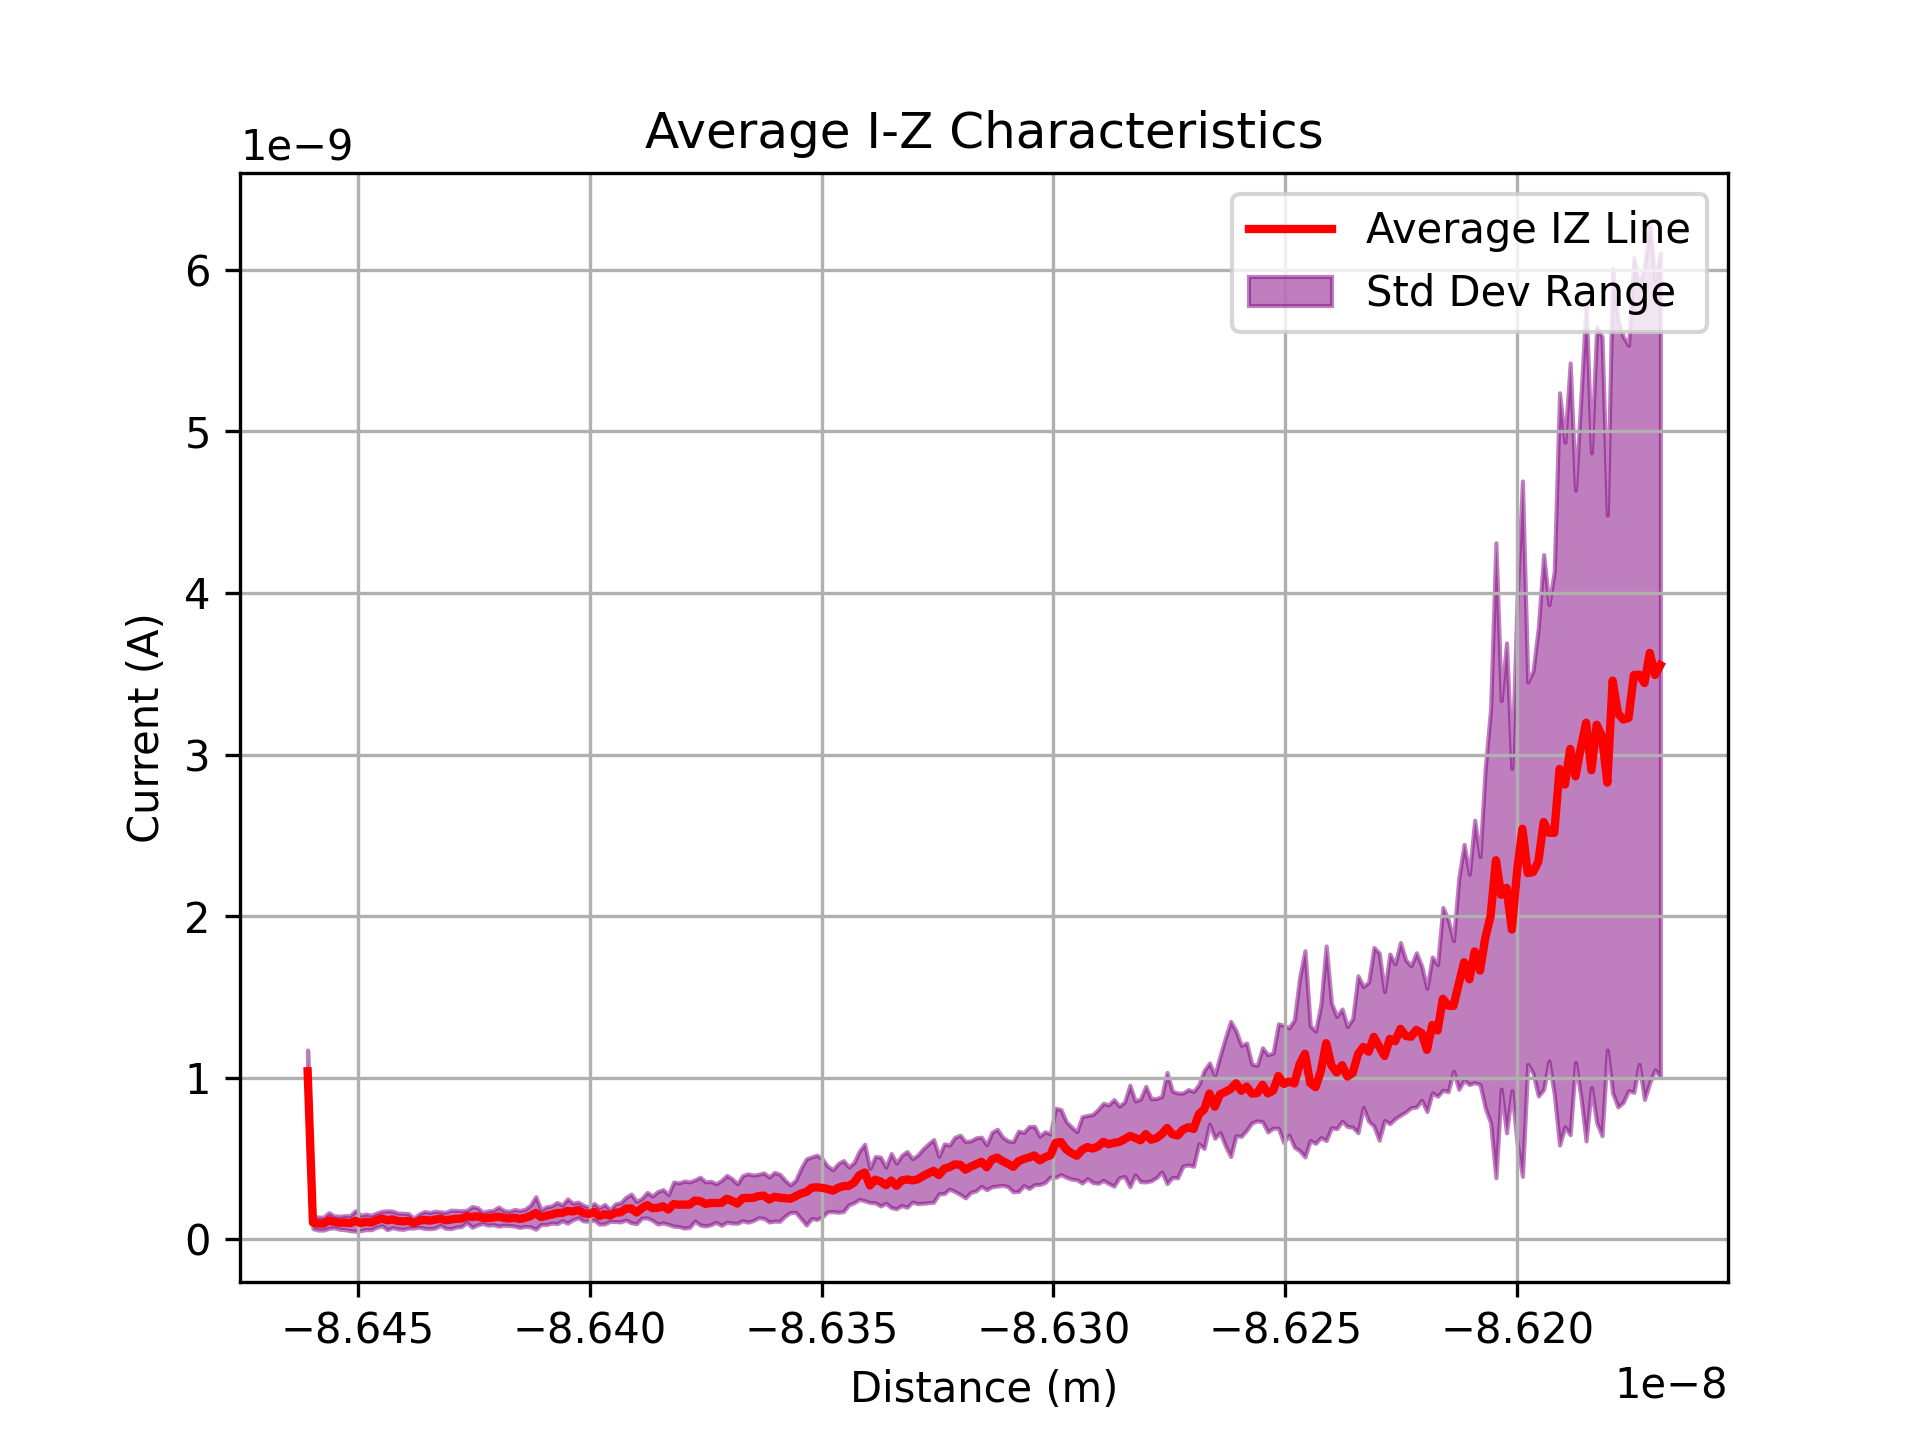 Average I-Z Characteristics
1e−9
Average IZ Line
Std Dev Range
6
5
4
3
2
1
0
Current (A)
−8.645 −8.640 −8.635 −8.630 −8.625 −8.620
Distance (m)
1e−8